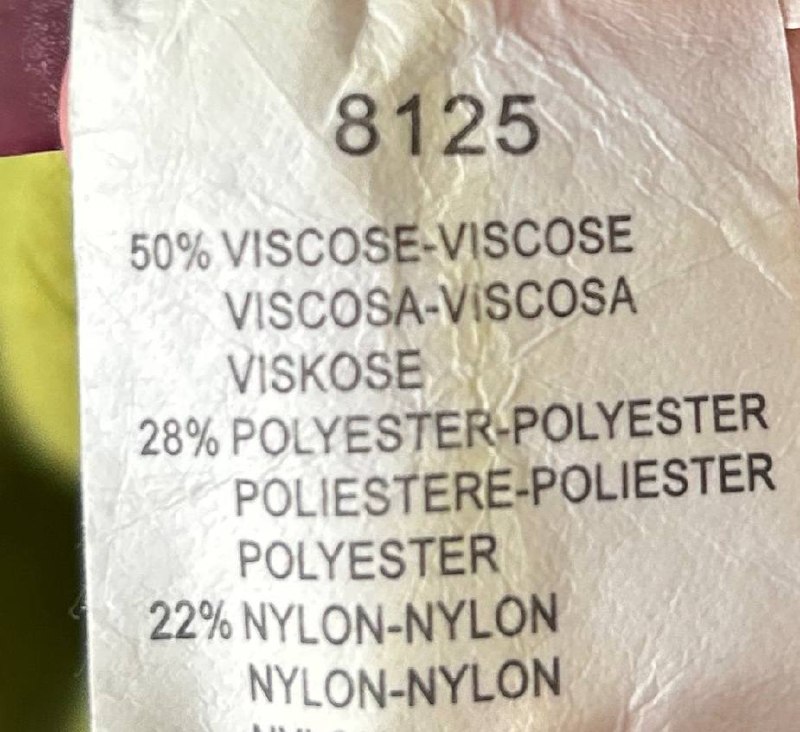 8125
50% VISCOSE-VISCOSE
VISCOSA-VISCOSA
VISKOSE
28% POLYESTER-POLYESTER
POLIESTERE-POLIESTER
POLYESTER
22% NYLON-NYLON
NYLON-NYLON